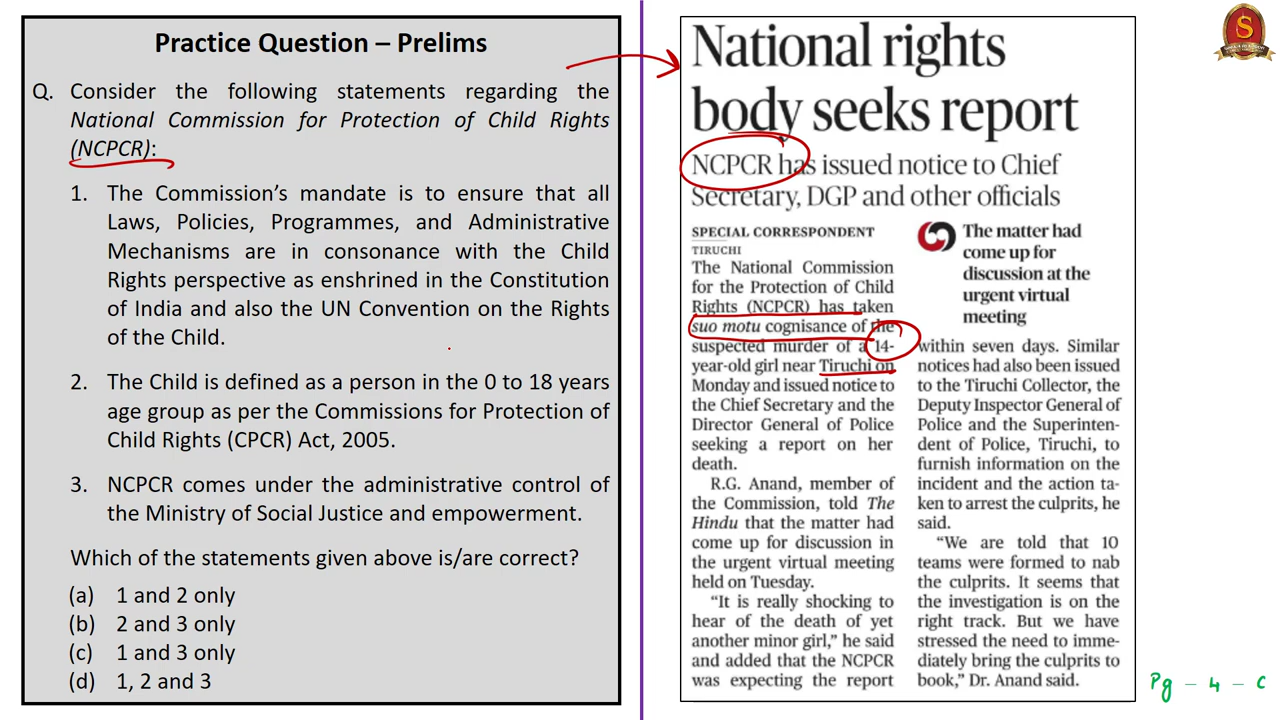 Practice Question – Prelims
Q. Consider the following statements regarding the
National Commission for Protection of Child Rights
(NCPCR):
1. The Commission's mandate is to ensure that all
Laws, Policies, Programmes, and Administrative
Mechanisms are in consonance with the Child
Rights perspective as enshrined in the Constitution
of India and also the UN Convention on the Rights
of the Child.
2. The Child is defined as a person in the 0 to 18 years
age group as per the Commissions for Protection of
Child Rights (CPCR) Act, 2005.
3. NCPCR comes under the administrative control of
the Ministry of Social Justice and empowerment.
Which of the statements given above is/are correct?
(a) 1 and 2 only
(b) 2 and 3 only
(c) 1 and 3 only
(d) 1, 2 and 3
National rights
body seeks report
NCPCR has issued notice to Chief
Secretary, DGP and other officials
SPECIAL CORRESPONDENT
TIRUCHI
The National Commission
for the Protection of Child
Rights (NCPCR) has taken
suo motu cognisance of the
suspected murder of a 14-
year-old girl near Tiruchi on
Monday and issued notice to
the Chief Secretary and the
Director General of Police
seeking a report on her
death.
R.G. Anand, member of
the Commission, told The
Hindu that the matter had
come up for discussion in
the urgent virtual meeting
held on Tuesday.
"It is really shocking to
hear of the death of yet
another minor girl," he said
and added that the NCPCR
was expecting the report
The matter had
come up for
discussion at the
urgent virtual
meeting
within seven days. Similar
notices had also been issued
to the Tiruchi Collector, the
Deputy Inspector General of
Police and the Superinten-
dent of Police, Tiruchi, to
furnish information on the
incident and the action ta-
ken to arrest the culprits, he
said.
"We are told that 10
teams were formed to nab
the culprits. It seems that
the investigation is on the
right track. But we have
stressed the need to imme-
diately bring the culprits to
book," Dr. Anand said.
S
Pg – 4 – C